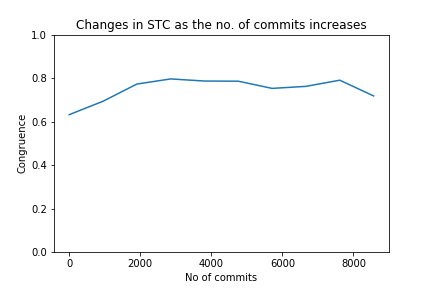 Changes in STC as the no. of commits increases
1.0
0.8
0.6
0.4
0.2
0.0
Congruence
0 2000 4000 6000 8000
No of commits